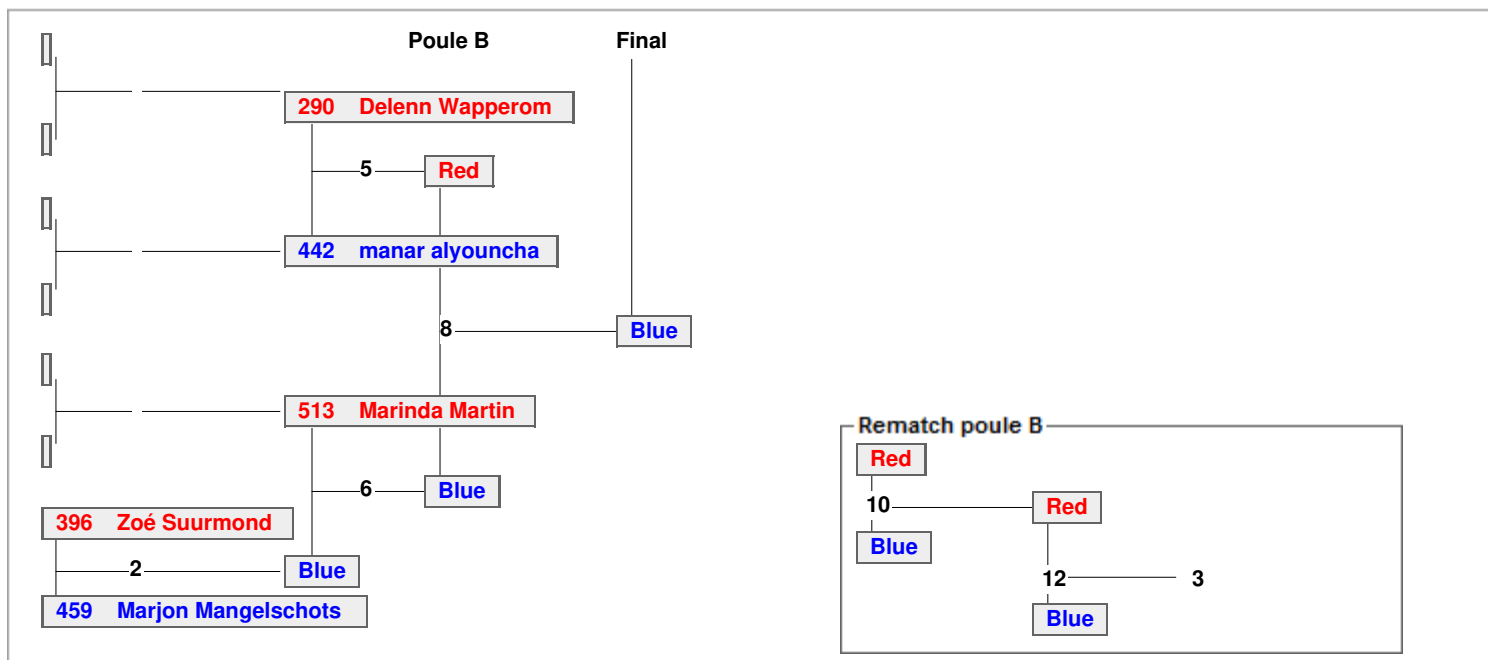 Poule B Final
290 Delenn Wapperom
5 Red
442 manar alyouncha
8 Blue
513 Marinda Martin
6 Blue
396 Zoé Suurmond
2 Blue
459 Marjon Mangelschots
Rematch poule B
Red
10 Red
Blue
12 3
Blue